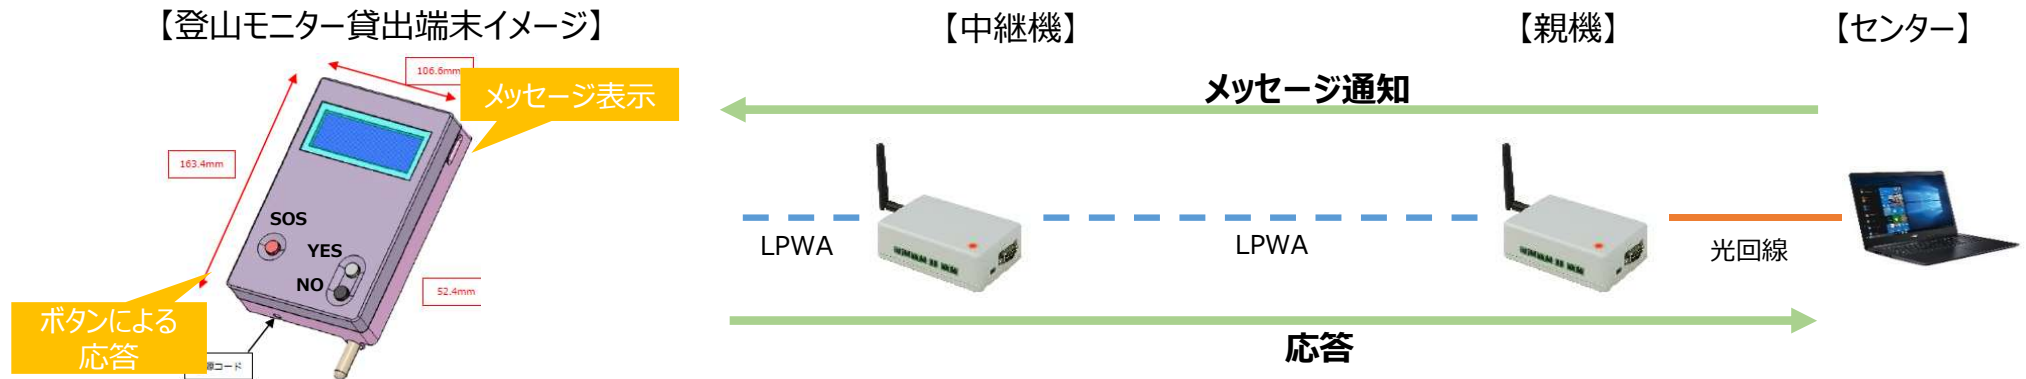 【登山モニター貸出端末イメージ】
【中継機】
【親機】
【センター】
106.6mm
メッセージ表示
メッセージ通知
163.4mm
SOS
YES
NO
LPWA
LPWA
光回線
52.4mm
ボタンによる
応答
コード
応答